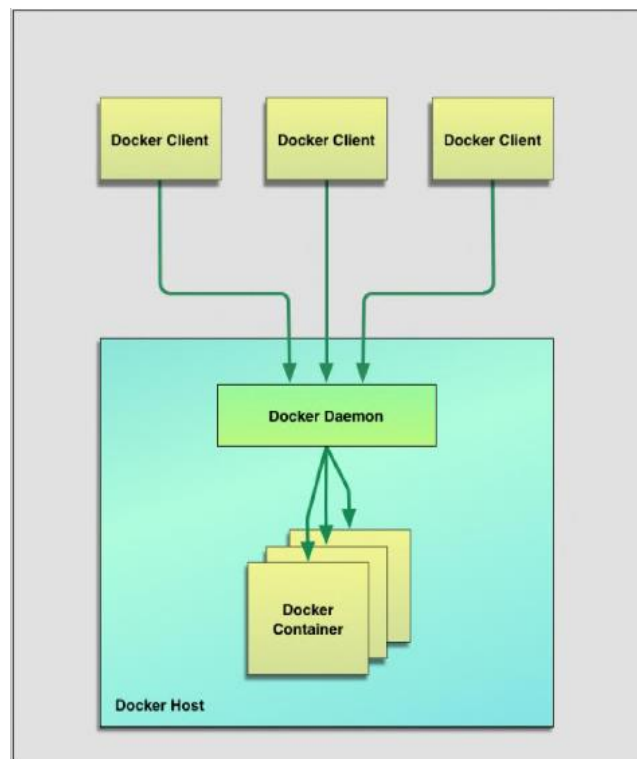 Docker Client
Docker Client
Docker Client
Docker Daemon
Docker
Container
Docker Host